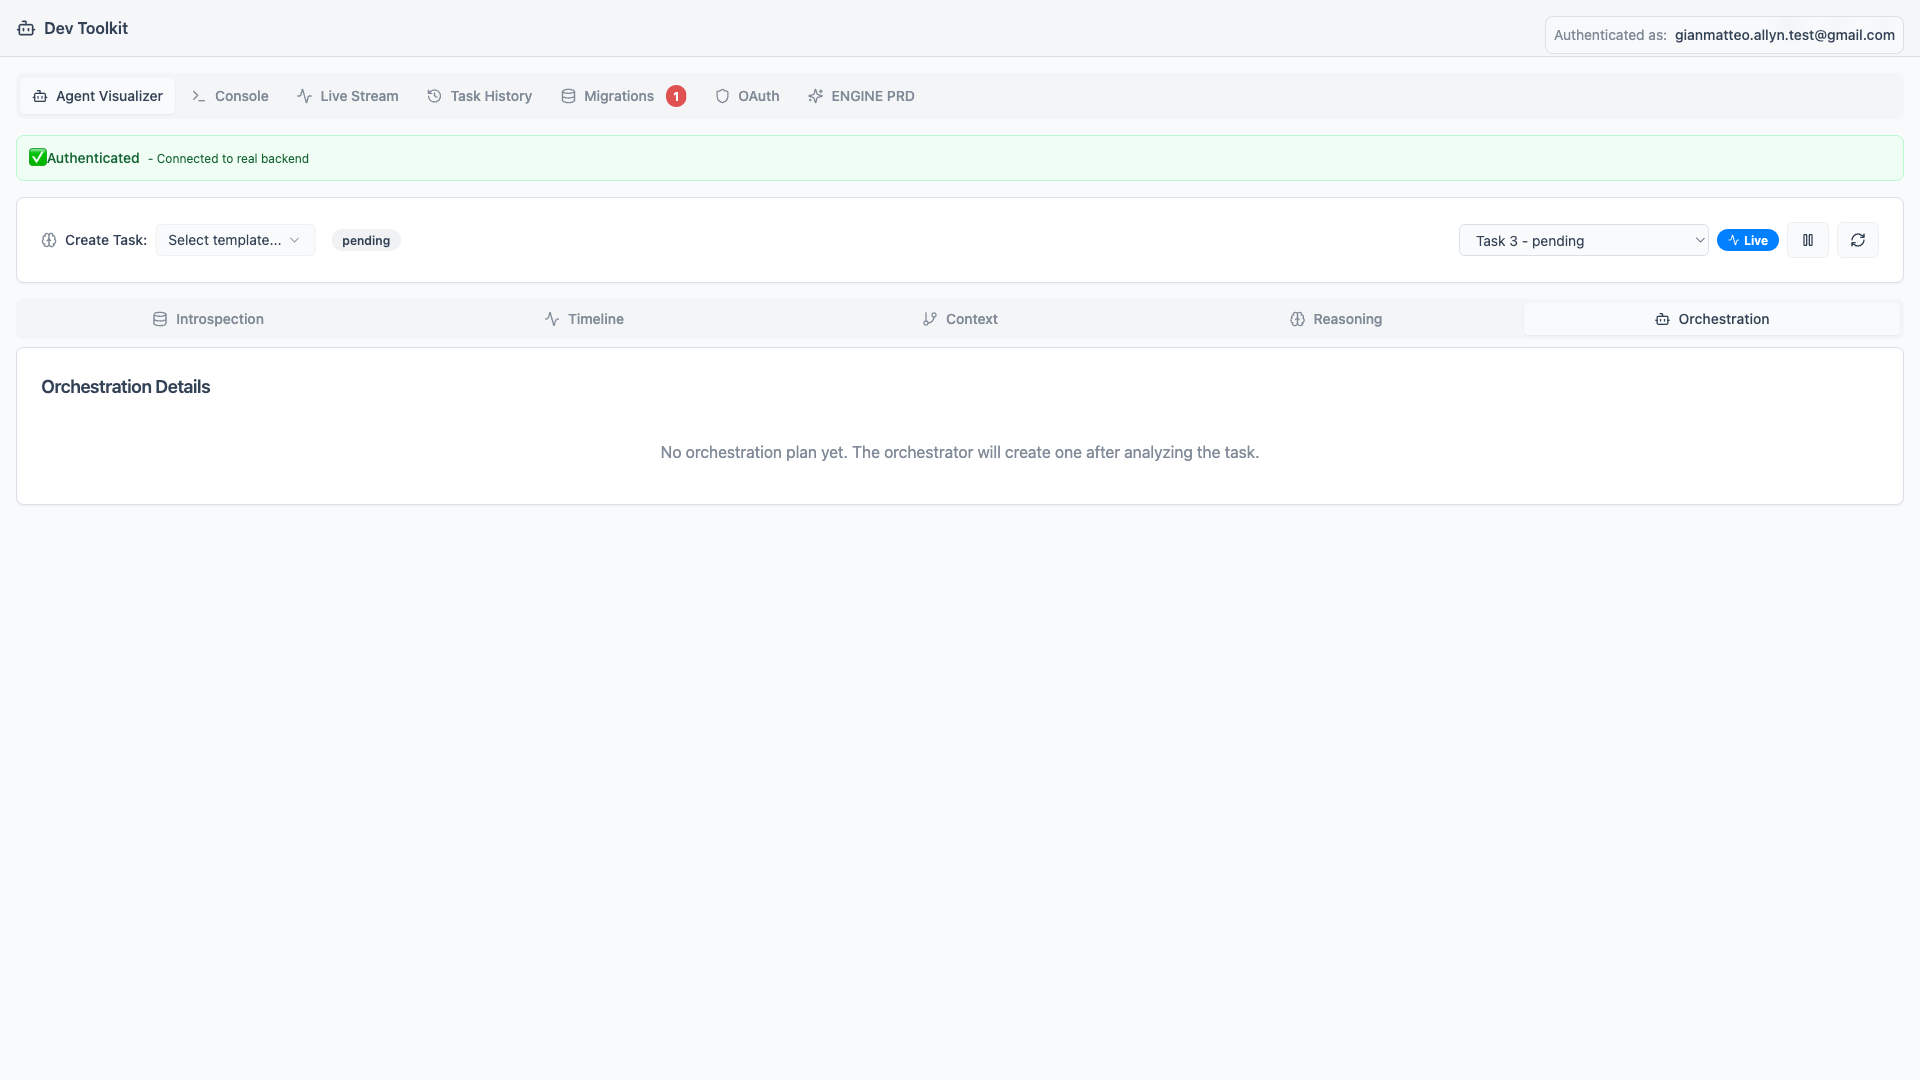 Dev Toolkit
Authenticated as: gianmatteo.allyn.test@gmail.com
Agent Visualizer Console Live Stream Task History Migrations 1 OAuth ENGINE PRD
✅Authenticated - Connected to real backend
Create Task: Select template... pending Task 3 - pending Live
Introspection Timeline Context Reasoning Orchestration
Orchestration Details
No orchestration plan yet. The orchestrator will create one after analyzing the task.